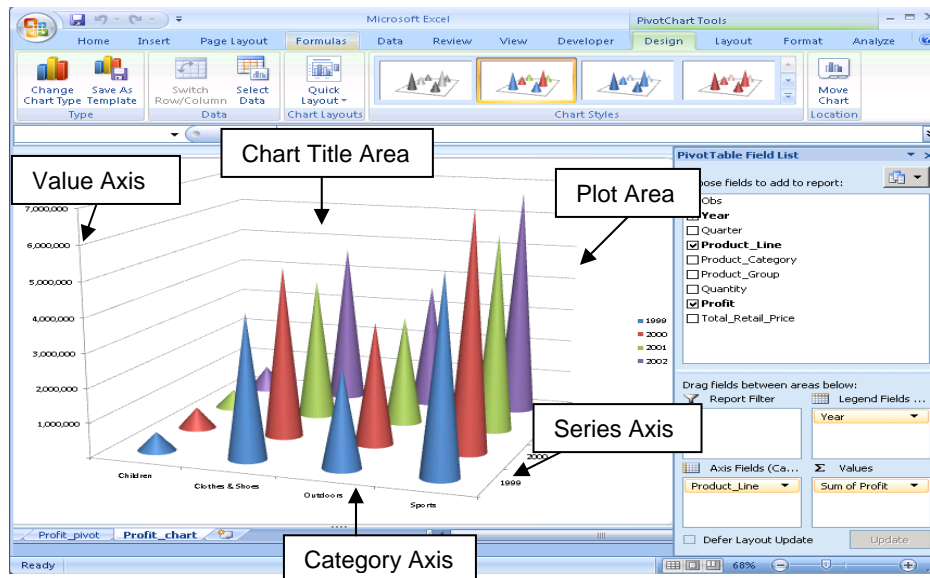 Microsoft Excel
PivotChart Tools
Home Insert Page Layout Formulas Data Review View Developer Design Layout Format Analyze
Change Chart Type
Save As Template
Switch Row/Column
Select Data
Quick Layout
Move Chart
Type
Data
Chart Layouts
Chart Styles
Location
Chart Title Area
Value Axis
Plot Area
Series Axis
Category Axis
7,000,000
6,000,000
5,000,000
4,000,000
3,000,000
2,000,000
1,000,000
Children
Clothes & Shoes
Outdoors
Sports
1999
2000
1999
2000
2001
2002
PivotTable Field List
oose fields to add to report:
Obs
Year
Quarter
Product_Line
Product_Category
Product_Group
Quantity
Profit
Total_Retail_Price
Drag fields between areas below:
Report Filter
Legend Fields ...
Year
Axis Fields (Ca...
Σ Values
Product_Line
Sum of Profit
Defer Layout Update
Update
Profit_pivot
Profit_chart
Ready
68%